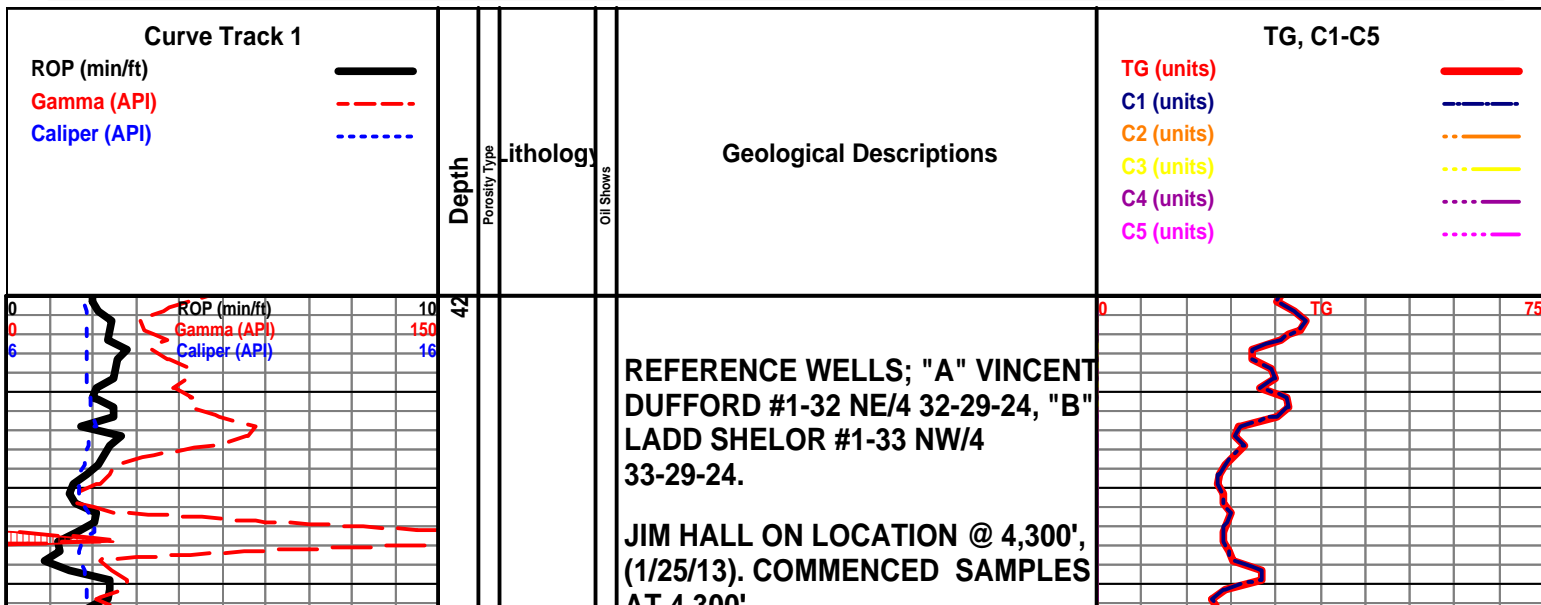 Curve Track 1
ROP (min/ft)
Gamma (API)
Caliper (API)
Depth
Porosity Type
Lithology
Oil Shows
Geological Descriptions
TG, C1-C5
TG (units)
C1 (units)
C2 (units)
C3 (units)
C4 (units)
C5 (units)
0 ROP (min/ft) 10
0 Gamma (API) 150
6 Caliper (API) 16
42
0 TG 75
REFERENCE WELLS; "A" VINCENT
DUFFORD #1-32 NE/4 32-29-24, "B"
LADD SHELOR #1-33 NW/4
33-29-24.
JIM HALL ON LOCATION @ 4,300',
(1/25/13). COMMENCED SAMPLES
AT 4,300'